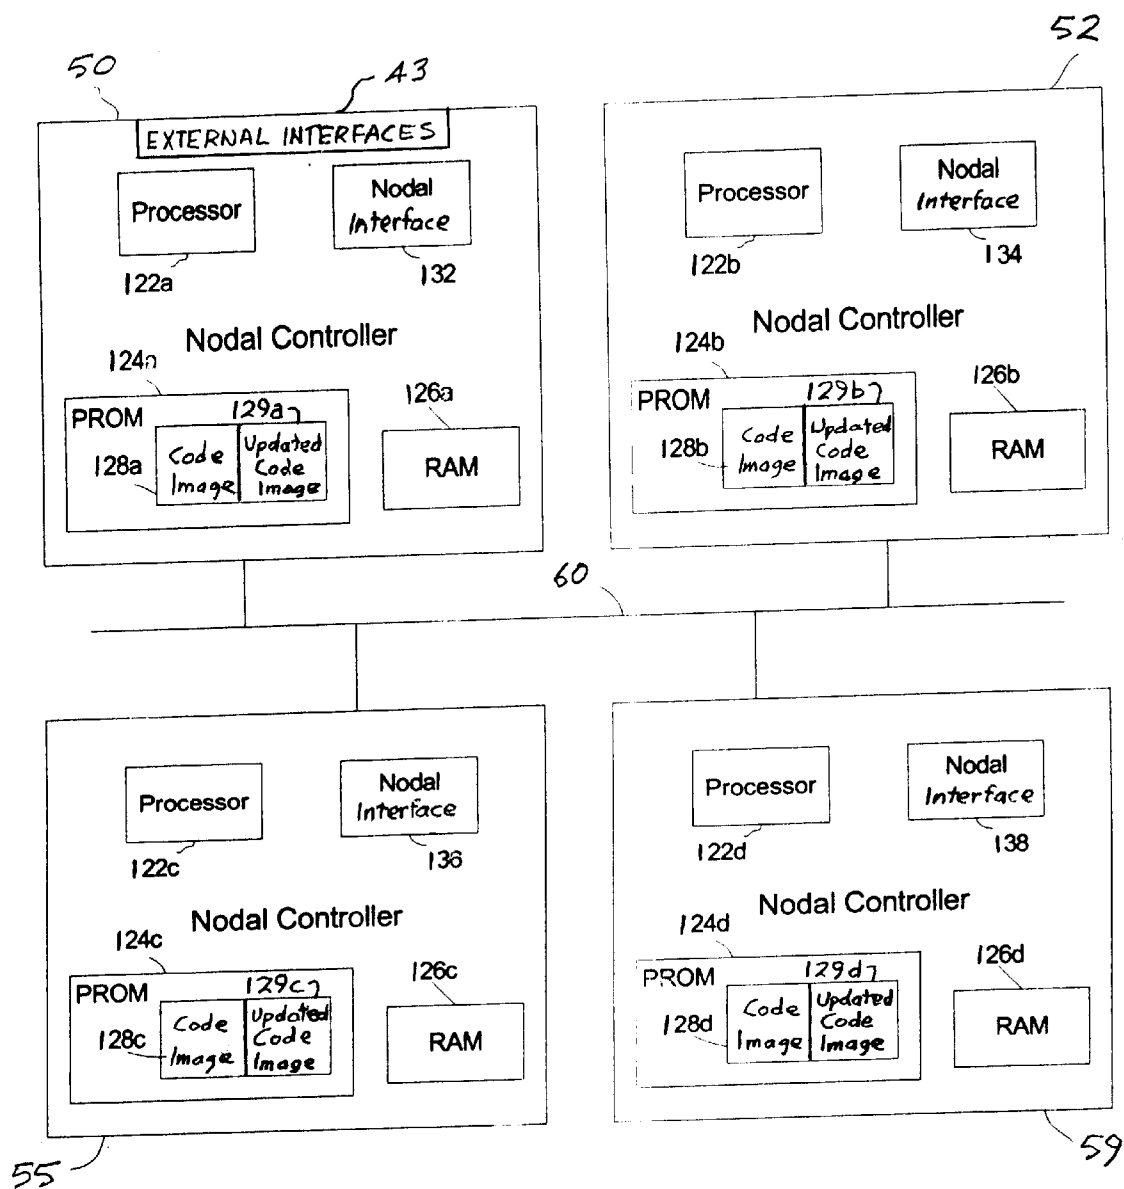 50
43
52
EXTERNAL INTERFACES
Processor
122a
Nodal
Interface
132
Nodal Controller
124a
PROM
129a
128a
Code
Image
Updated
Code
Image
126a
RAM
Processor
122b
Nodal
Interface
134
Nodal Controller
124b
PROM
129b
128b
Code
Image
Updated
Code
Image
126b
RAM
60
Processor
122c
Nodal
Interface
136
Nodal Controller
124c
PROM
129c
128c
Code
Image
Updated
Code
Image
126c
RAM
55
Processor
122d
Nodal
Interface
138
Nodal Controller
124d
PROM
129d
128d
Code
Image
Updated
Code
Image
126d
RAM
59